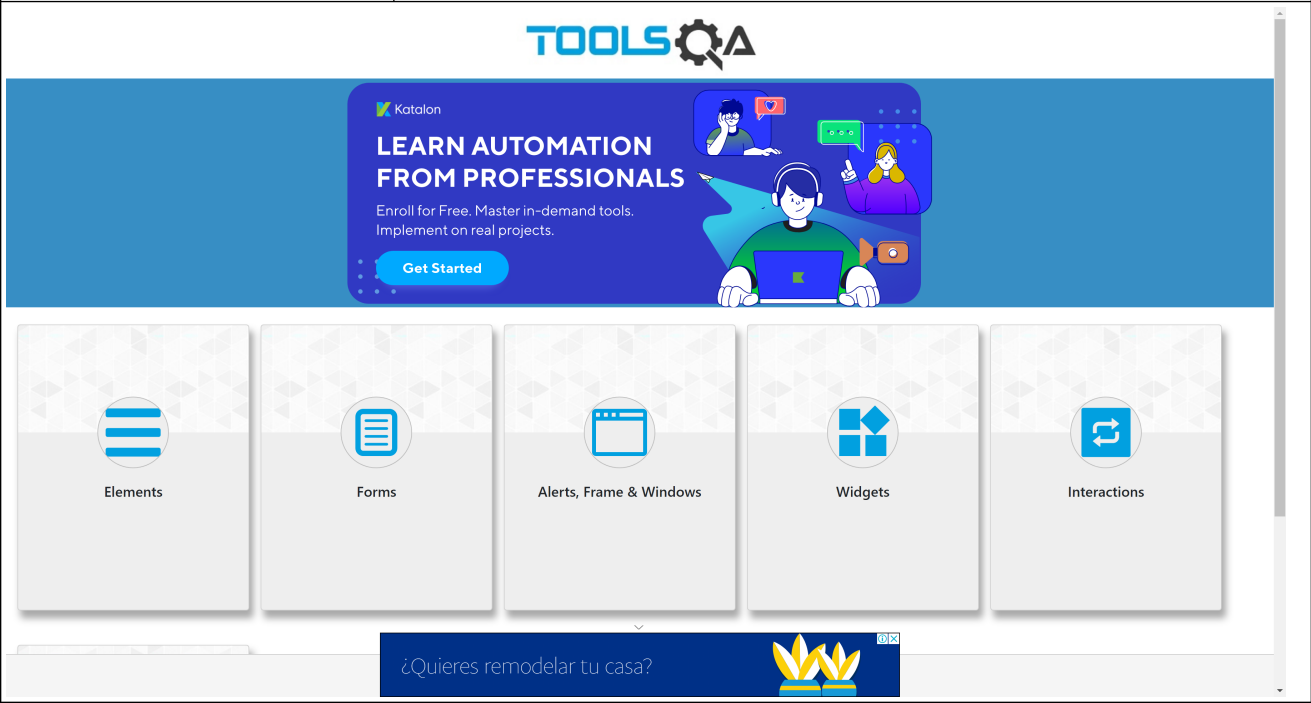 TOOLSQA
Katalon
LEARN AUTOMATION
FROM PROFESSIONALS
Enroll for Free. Master in-demand tools.
Implement on real projects.
Get Started
Elements
Forms
Alerts, Frame & Windows
Widgets
Interactions
¿Quieres remodelar tu casa?